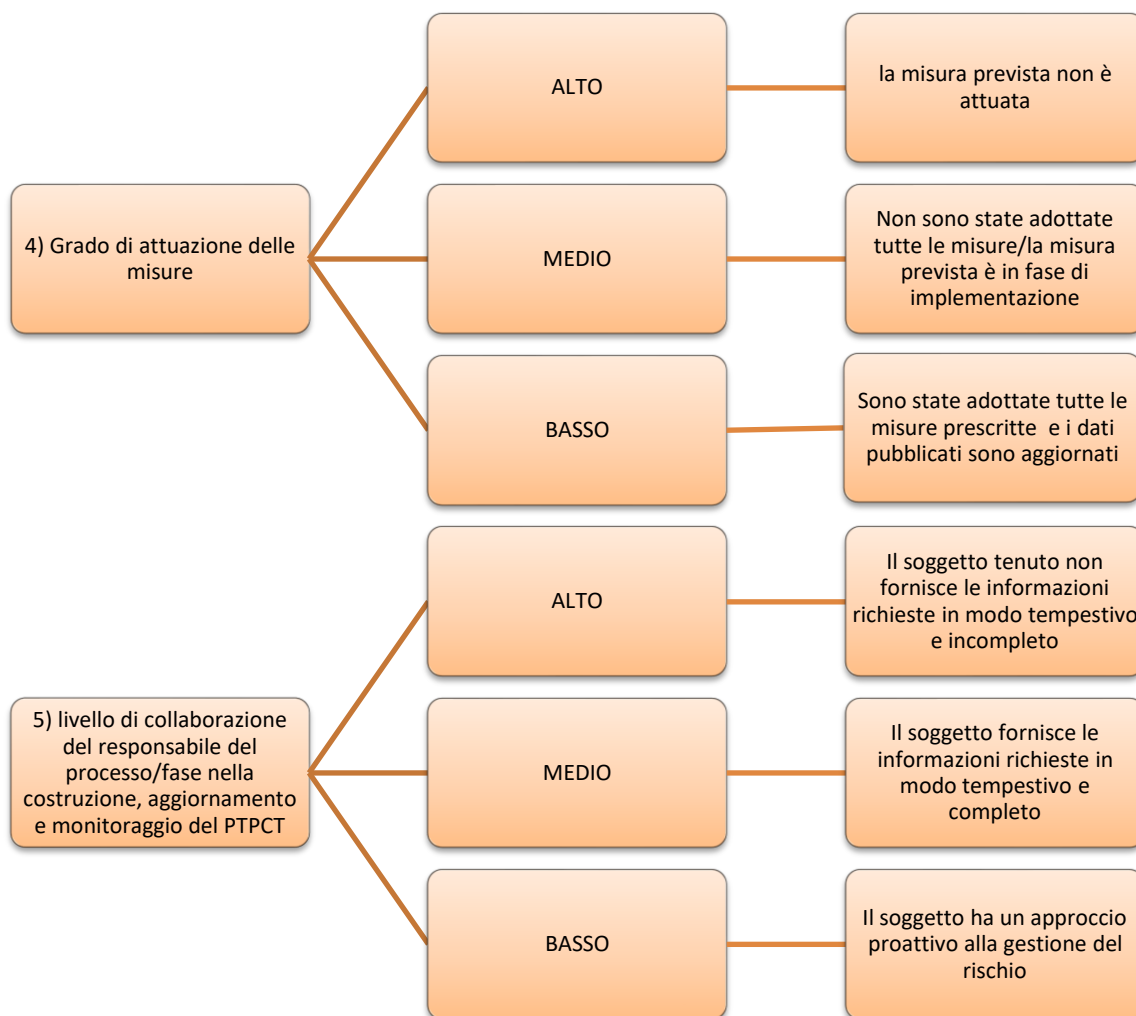 ALTO
la misura prevista non è
attuata
4) Grado di attuazione delle
misure
MEDIO
Non sono state adottate
tutte le misure/la misura
prevista è in fase di
implementazione
BASSO
Sono state adottate tutte le
misure prescritte  e i dati
pubblicati sono aggiornati
ALTO
Il soggetto tenuto non
fornisce le informazioni
richieste in modo tempestivo
e incompleto
5) livello di collaborazione
del responsabile del
processo/fase nella
costruzione, aggiornamento
e monitoraggio del PTPCT
MEDIO
Il soggetto fornisce le
informazioni richieste in
modo tempestivo e
completo
BASSO
Il soggetto ha un approccio
proattivo alla gestione del
rischio